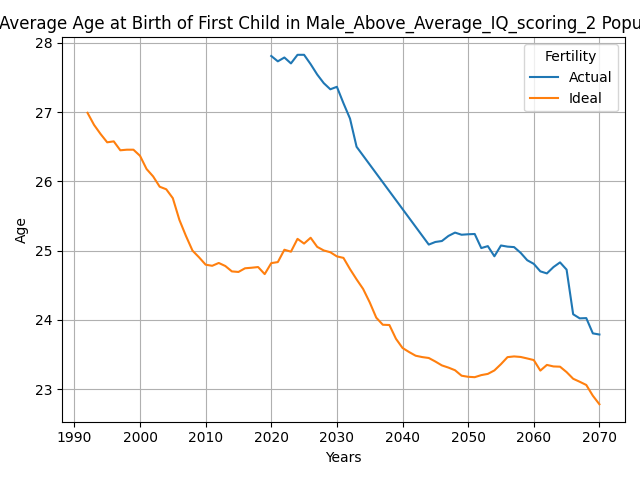 Average Age at Birth of First Child in Male_Above_Average_IQ_scoring_2
Fertility
Actual
Ideal
28
27
26
25
24
23
Age
1990
2000
2010
2020
2030
2040
2050
2060
2070
Years